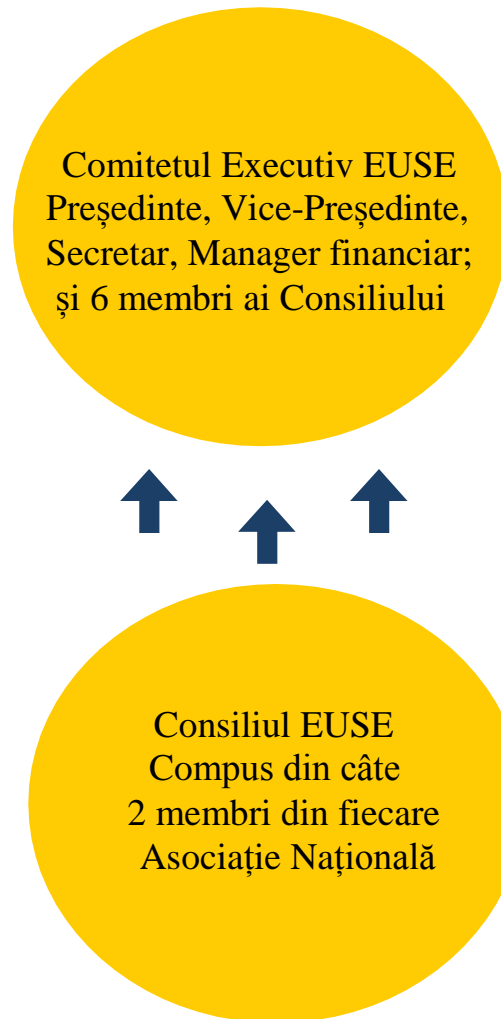 Comitetul Executiv EUSE
Președinte, Vice-Președinte,
Secretar, Manager financiar;
și 6 membri ai Consiliului
Consiliul EUSE
Compus din câte
2 membri din fiecare
Asociație Națională